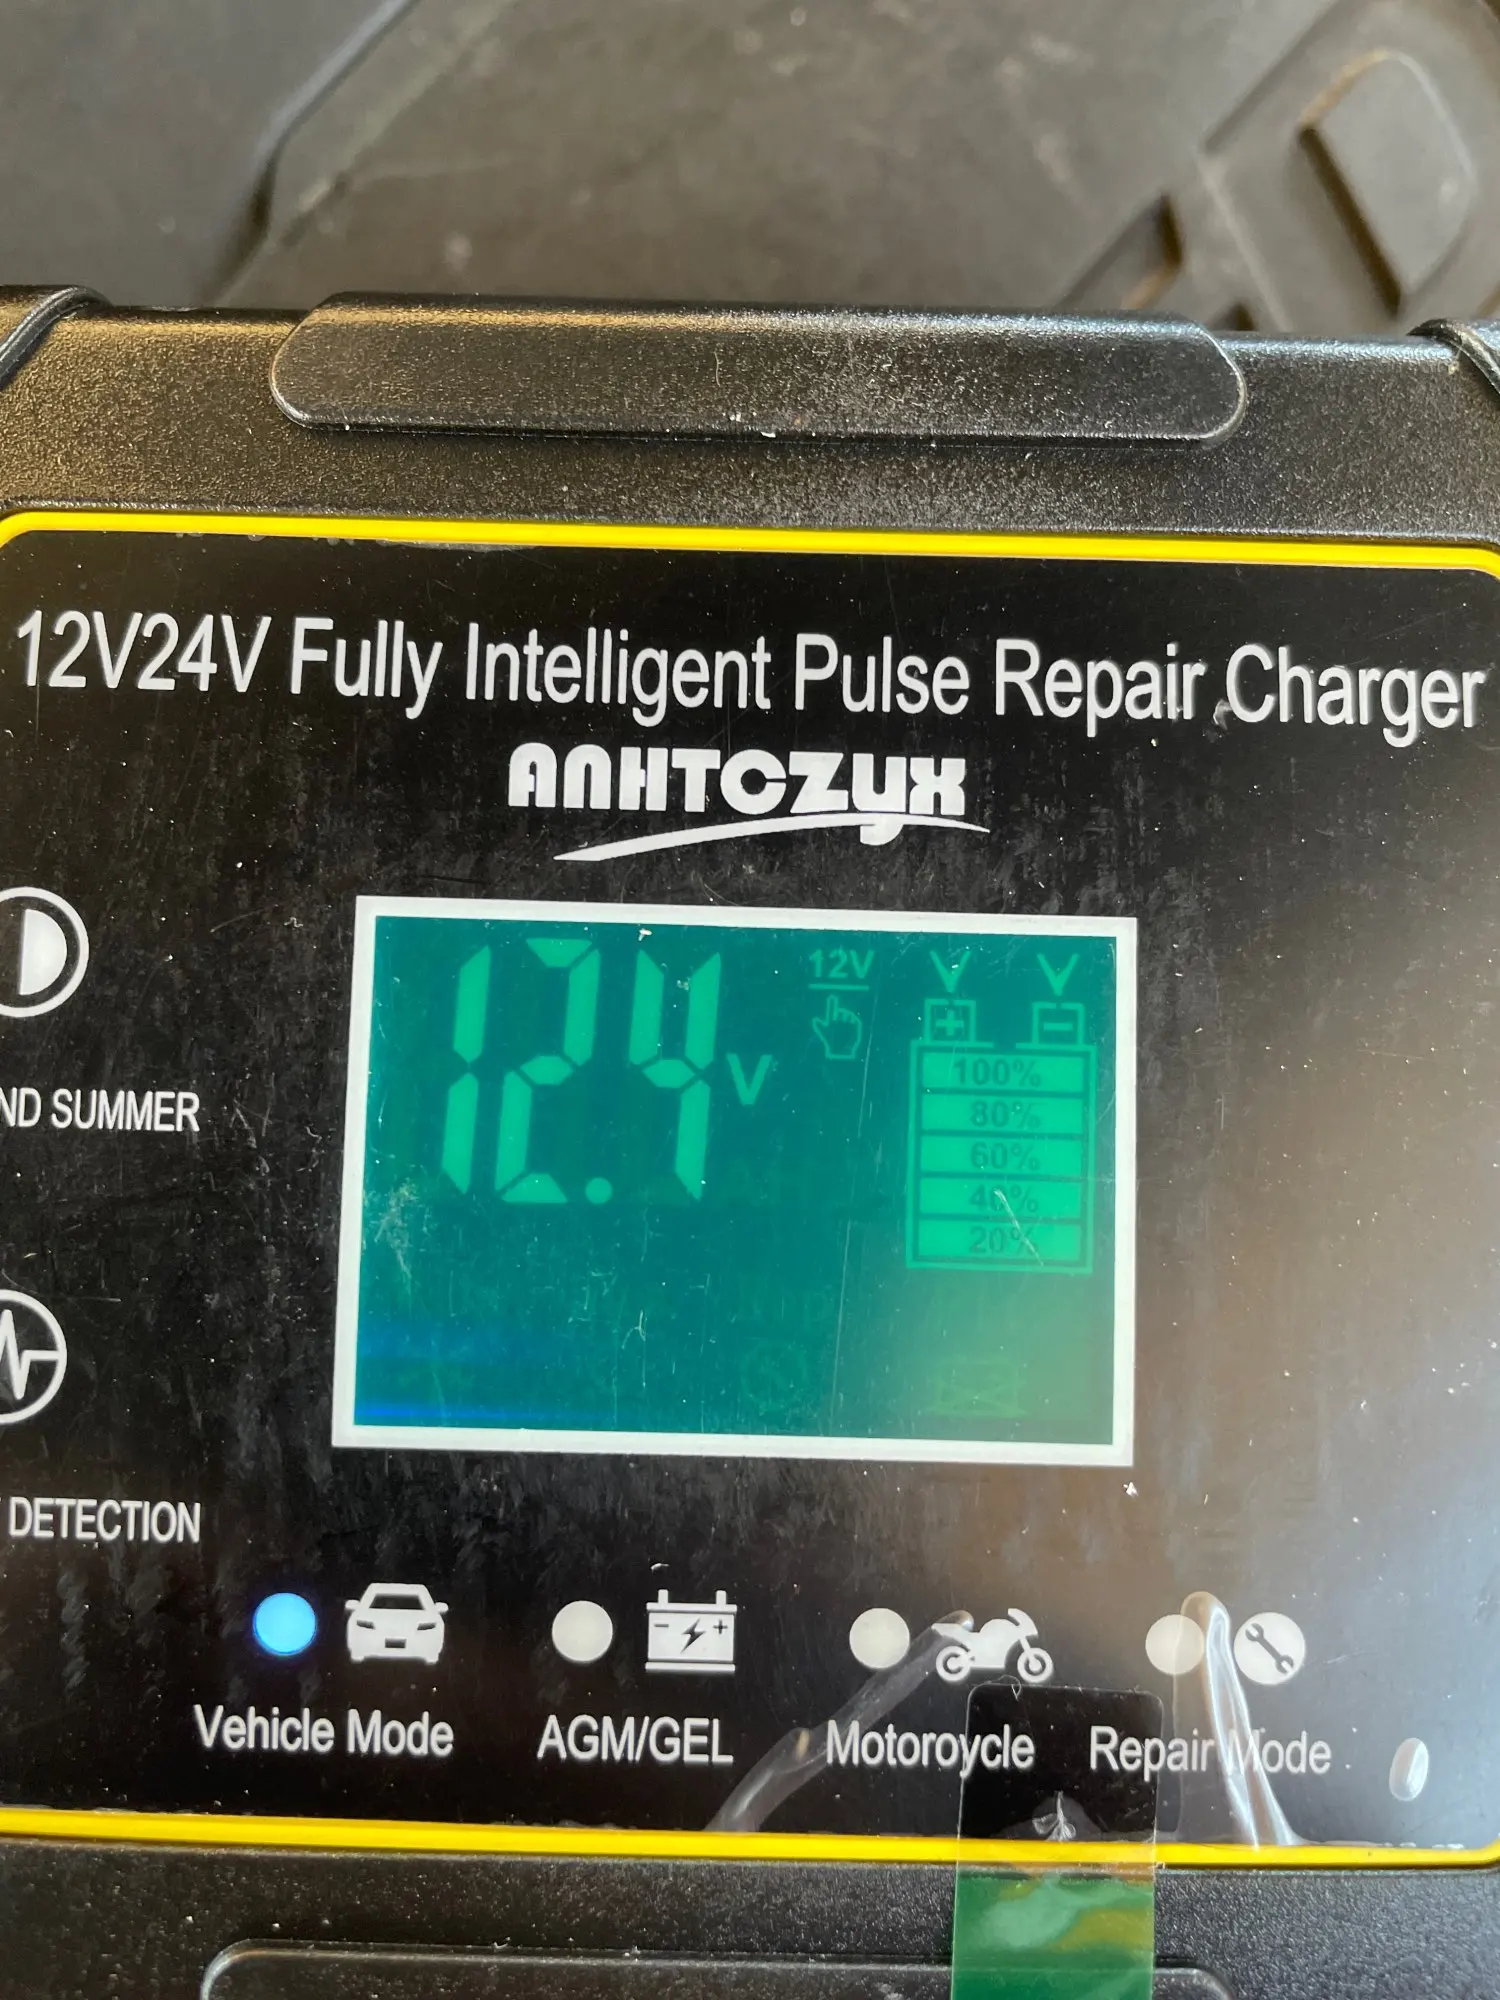 12V24V Fully Intelligent Pulse Repair Charger
ANHTCZYX
12.4 V
12V
+ -
100%
80%
60%
40%
20%
ND SUMMER
DETECTION
Vehicle Mode
AGM/GEL
Motoroycle
Repair Mode